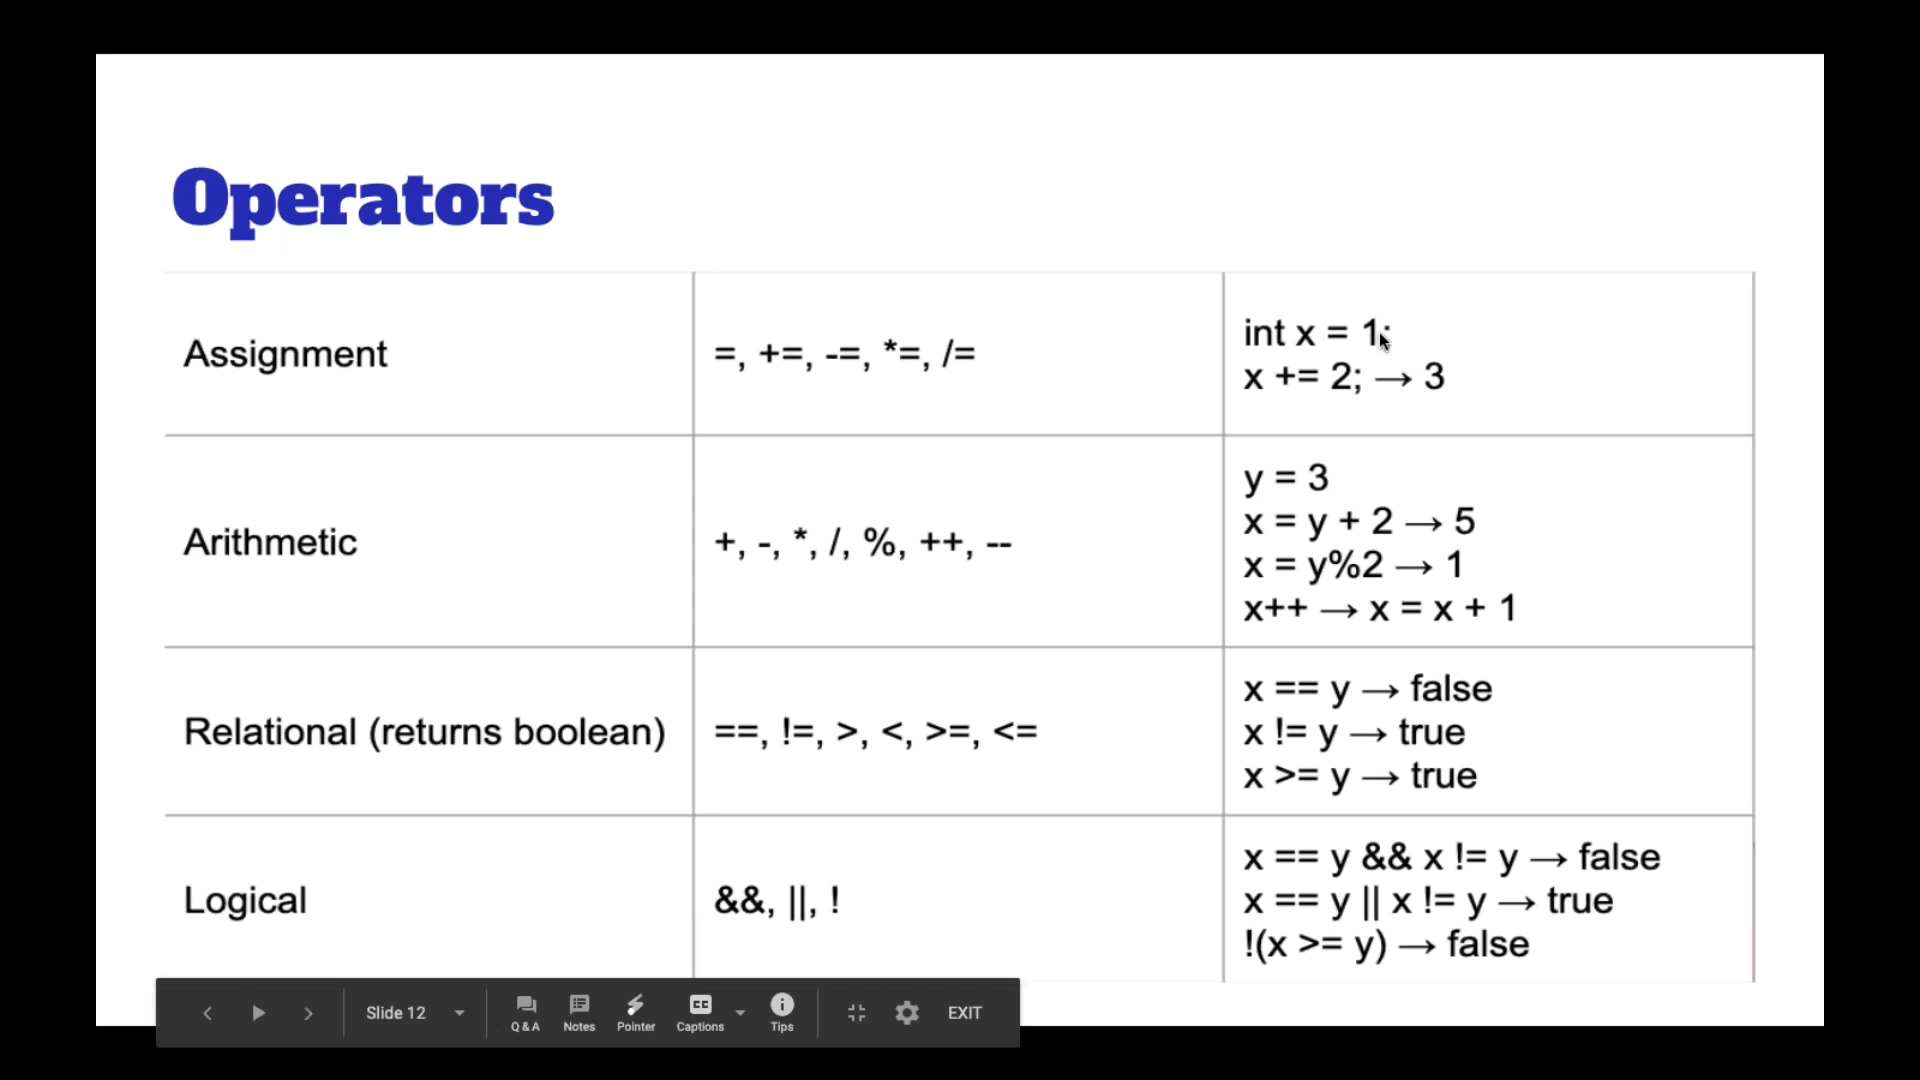 Operators
Assignment
=, +=, -=, *=, /=
int x = 1;
x += 2; → 3
Arithmetic
+, -, *, /, %, ++, --
y = 3
x = y + 2 → 5
x = y%2 → 1
x++ → x = x + 1
Relational (returns boolean)
==, !=, >, <, >=, <=
x == y → false
x != y → true
x >= y → true
Logical
&&, ||, !
x == y && x != y → false
x == y || x != y → true
!(x >= y) → false
Slide 12
Q & A
Notes
Pointer
CC
Captions
Tips
EXIT